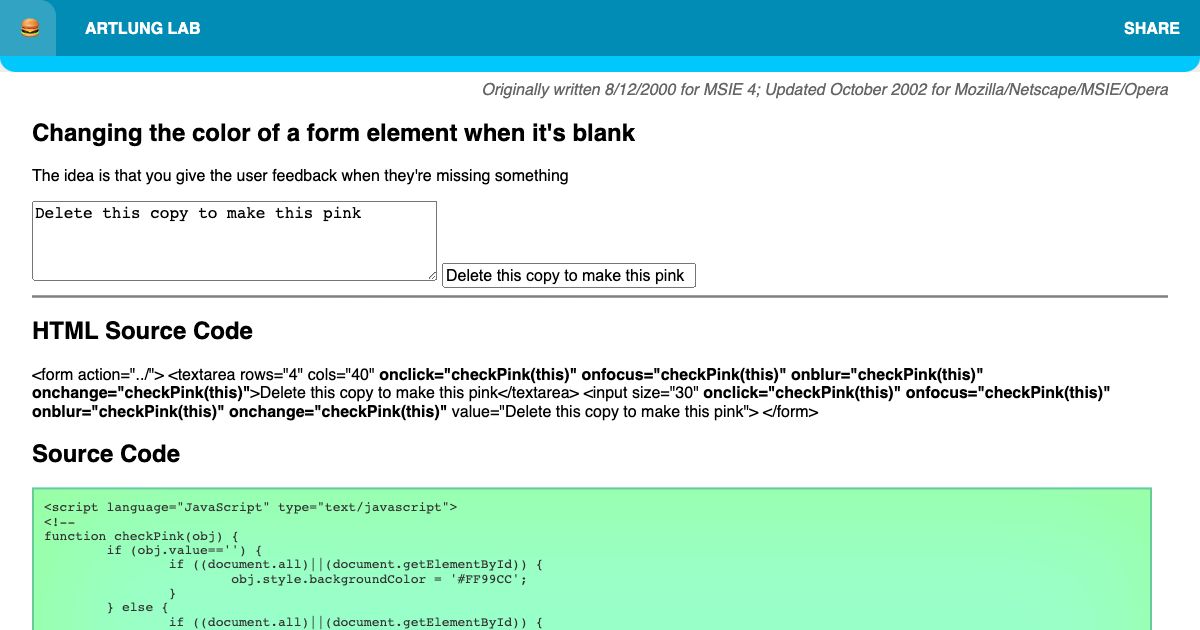 ARTLUNG LAB
SHARE
Originally written 8/12/2000 for MSIE 4; Updated October 2002 for Mozilla/Netscape/MSIE/Opera
Changing the color of a form element when it's blank
The idea is that you give the user feedback when they're missing something
Delete this copy to make this pink
Delete this copy to make this pink
HTML Source Code
<form action="../"> <textarea rows="4" cols="40" onclick="checkPink(this)" onfocus="checkPink(this)" onblur="checkPink(this)"
onchange="checkPink(this)">Delete this copy to make this pink</textarea> <input size="30" onclick="checkPink(this)" onfocus="checkPink(this)"
onblur="checkPink(this)" onchange="checkPink(this)" value="Delete this copy to make this pink"> </form>
Source Code
<script language="JavaScript" type="text/javascript">
<!--
function checkPink(obj) {
if (obj.value=='') {
if ((document.all)||(document.getElementById)) {
obj.style.backgroundColor = '#FF99CC';
}
} else {
if ((document.all)||(document.getElementById)) {